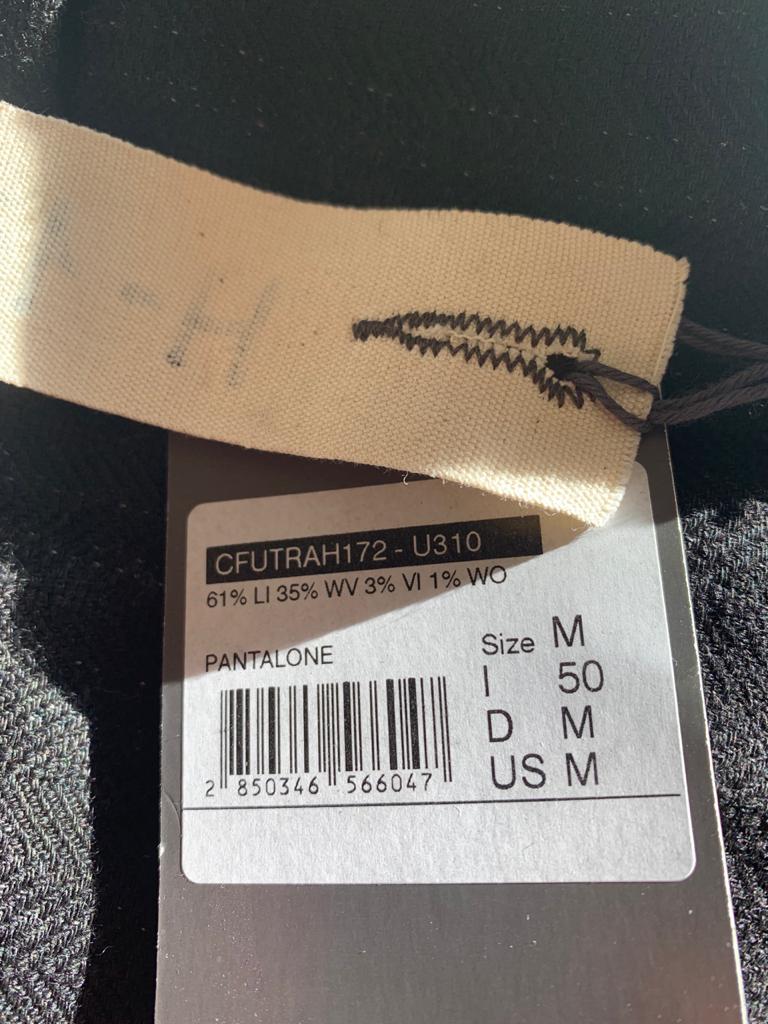 CFUTRAH172 - U310
61% LI 35% WV 3% VI 1% WO
PANTALONE
Size M
I 50
D M
US M
2 850346 566047